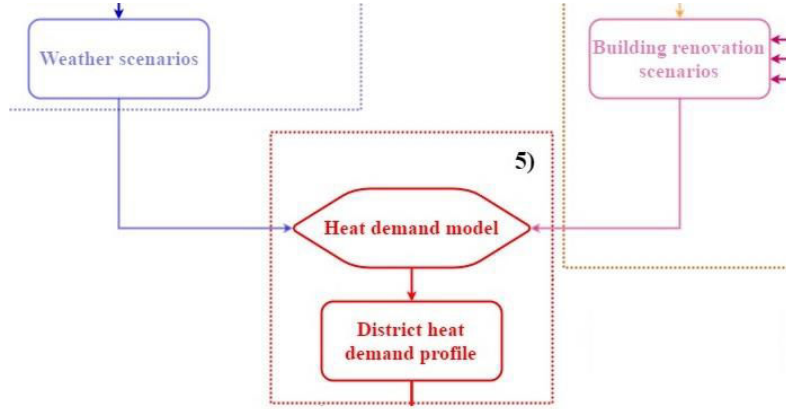 Weather scenarios
Building renovation
scenarios
5)
Heat demand model
District heat
demand profile